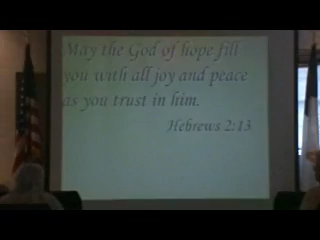 May the God of hope fill
you with all joy and peace
as you trust in him.
Hebrews 2:13